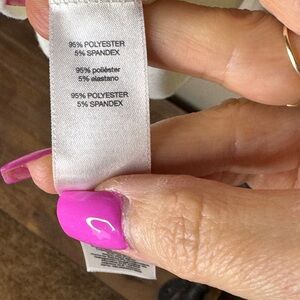 95% POLYESTER
5% SPANDEX
95% poliéster
5% elastano
95% POLYESTER
5% SPANDEX